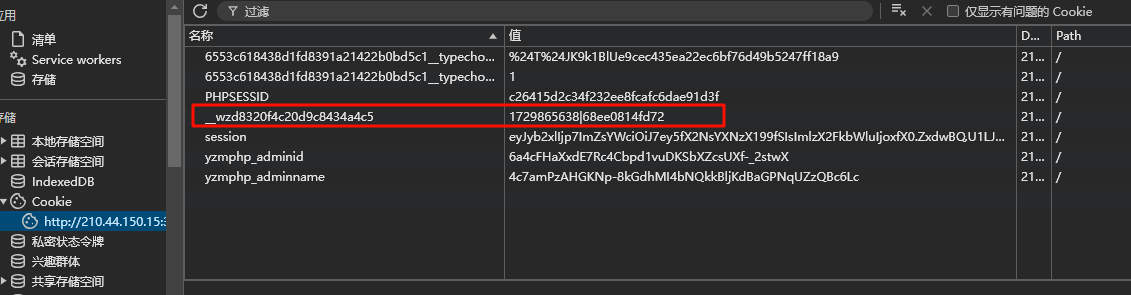 应用
清单
Service workers
存储
存储
本地存储空间
会话存储空间
IndexedDB
Cookie
http://210.44.150.15:3
私密状态令牌
兴趣群体
共享存储空间
过滤
仅显示有问题的 Cookie
名称 值 D... Path
6553c618438d1fd8391a21422b0bd5c1__typecho... %24T%24JK9k1BlUe9cec435ea22ec6bf76d49b5247ff18a9 21... /
6553c618438d1fd8391a21422b0bd5c1__typecho... 1 21... /
PHPSESSID c26415d2c34f232ee8fcafc6dae91d3f 21... /
__wzd8320f4c20d9c8434a4c5 1729865638|68ee0814fd72 21... /
session eyJyb2xlIjp7ImZsYWciOiJ7ey5fX2NsYXNzX199fSIsImlzX2FkbWluIjoxfX0.ZxdwBQ.U1LJ... 21... /
yzmphp_adminid 6a4cFHaXxdE7Rc4Cbpd1vuDKSbXZcsUXf-_2stwX 21... /
yzmphp_adminname 4c7amPzAHGKNp-8kGdhMI4bNQkkBljKdBaGPNqUZzQBc6Lc 21... /